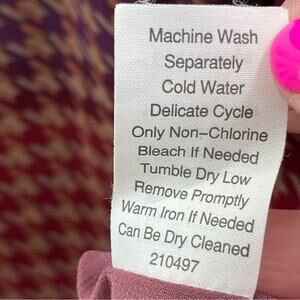 Machine Wash
Separately
Cold Water
Delicate Cycle
Only Non-Chlorine
Bleach If Needed
Tumble Dry Low
Remove Promptly
Warm Iron If Needed
Can Be Dry Cleaned
210497